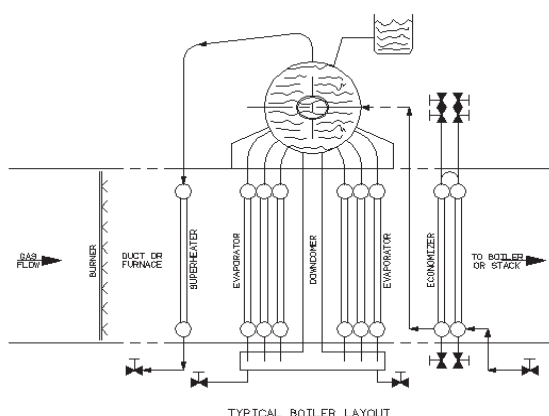 GAS
FLOW
BURNER
DUCT OR
FURNACE
SUPERHEATER
EVAPORATOR
DOWNCOMER
EVAPORATOR
ECONOMIZER
TO BOILER
OR STACK
TYPICAL BOILER LAYOUT